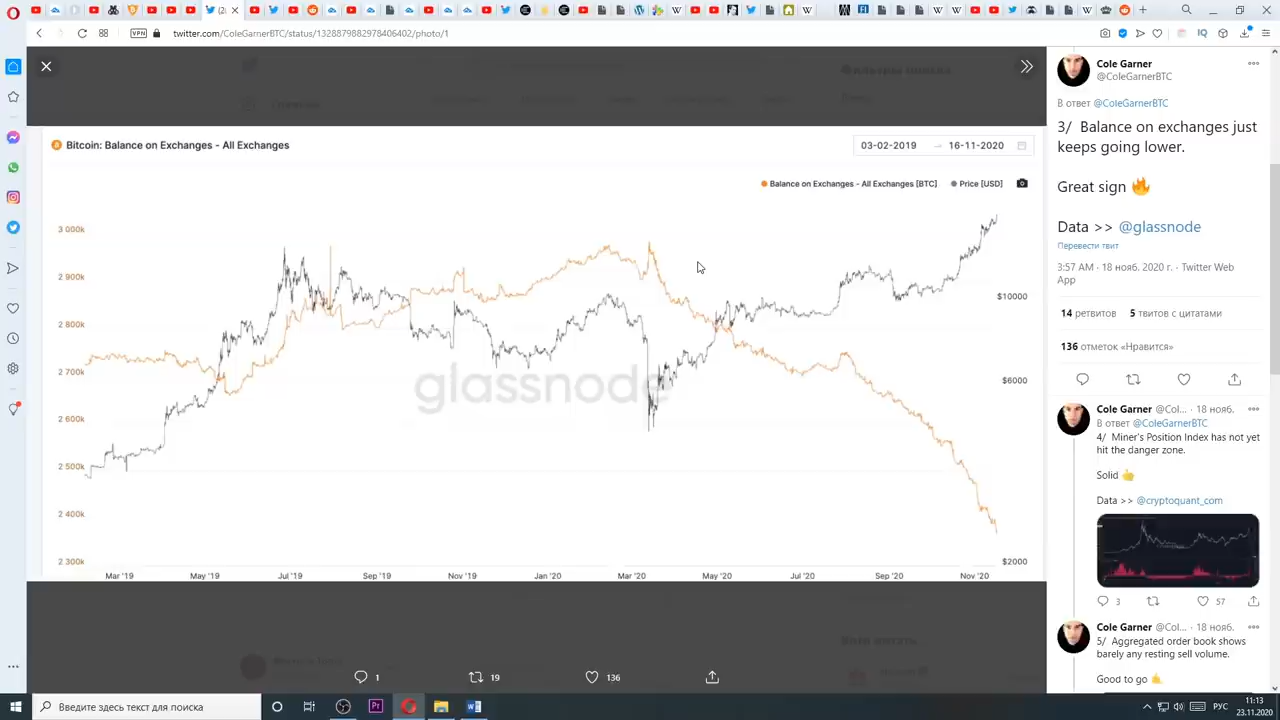 VPN
twitter.com/ColeGarnerBTC/status/1328879882978406402/photo/1
Bitcoin: Balance on Exchanges - All Exchanges
03-02-2019 → 16-11-2020
Balance on Exchanges - All Exchanges [BTC]
Price [USD]
3 000k
2 900k
2 800k
2 700k
2 600k
2 500k
2 400k
2 300k
$10000
$6000
$2000
glassnode
Mar '19
May '19
Jul '19
Sep '19
Nov '19
Jan '20
Mar '20
May '20
Jul '20
Sep '20
Nov '20
1
19
136
Cole Garner
@ColeGarnerBTC
В ответ @ColeGarnerBTC
3/ Balance on exchanges just
keeps going lower.
Great sign 🔥
Data >> @glassnode
Перевести твит
3:57 AM · 18 нояб. 2020 г. · Twitter Web
App
14 ретвитов 5 твитов с цитатами
136 отметок «Нравится»
Cole Garner @Col... · 18 нояб.
В ответ @ColeGarnerBTC
4/ Miner's Position Index has not yet
hit the danger zone.
Solid 👍
Data >> @cryptoquant_com
3
57
Cole Garner @Col... · 18 нояб.
5/ Aggregated order book shows
barely any resting sell volume.
Good to go
Введите здесь текст для поиска
РУС
11:13
23.11.2020